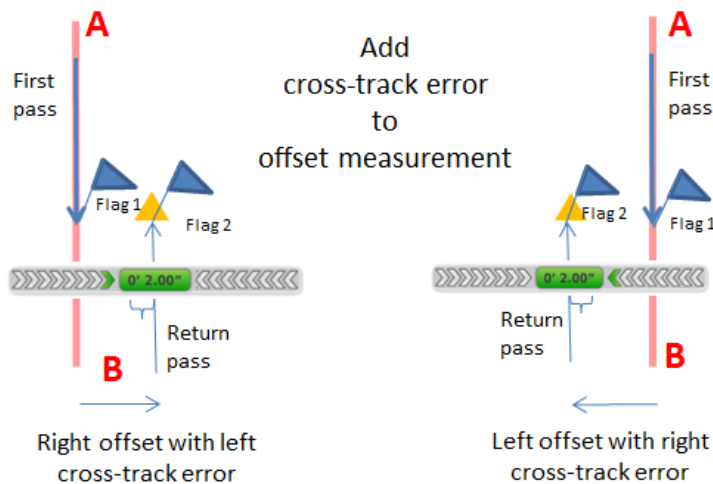 A
First
pass
Flag 1
Flag 2
0' 2.00"
Return
pass
B
Right offset with left
cross-track error
Add
cross-track error
to
offset measurement
A
First
pass
Flag 2
Flag 1
0' 2.00"
Return
pass
B
Left offset with right
cross-track error